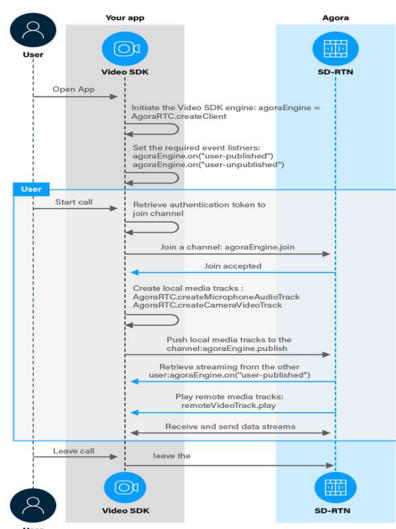 Your app
Agora
User
Video SDK
SD-RTN
Open App
Initiate the Video SDK engine: agoraEngine =
AgoraRTC.createClient
Set the required event listners:
agoraEngine.on("user-published")
agoraEngine.on("user-unpublished")
User
Start call
Retrieve authentication token to
join channel
Join a channel: agoraEngine.join
Join accepted
Create local media tracks :
AgoraRTC.createMicrophoneAudioTrack
AgoraRTC.createCameraVideoTrack
Push local media tracks to the
channel:agoraEngine.publish
Retrieve streaming from the other
user:agoraEngine.on("user-published")
Play remote media tracks:
remoteVideoTrack.play
Receive and send data streams
Leave call
leave the
Video SDK
SD-RTN
User